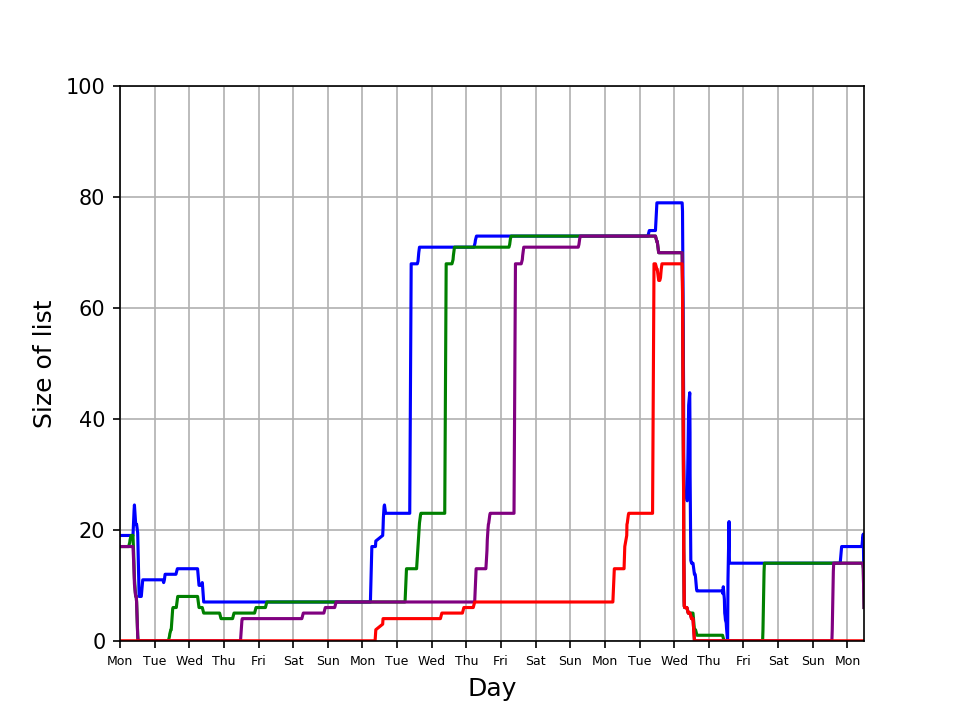 100
80
60
40
20
0
Size of list
Mon Tue Wed Thu Fri Sat Sun Mon Tue Wed Thu Fri Sat Sun Mon Tue Wed Thu Fri Sat Sun Mon
Day